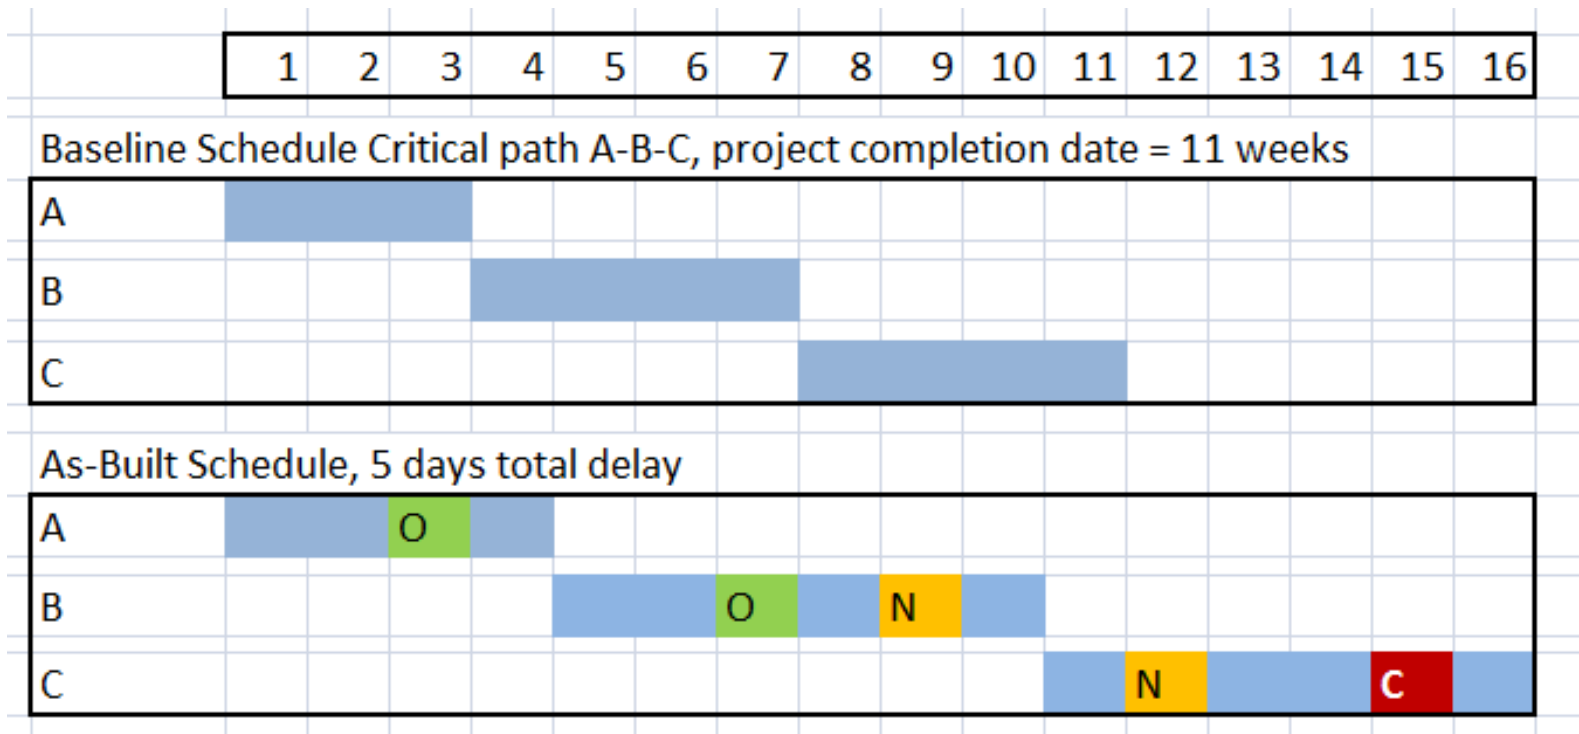 1 2 3 4 5 6 7 8 9 10 11 12 13 14 15 16
Baseline Schedule Critical path A-B-C, project completion date = 11 weeks
A
B
C
As-Built Schedule, 5 days total delay
A O
B O N
C N C